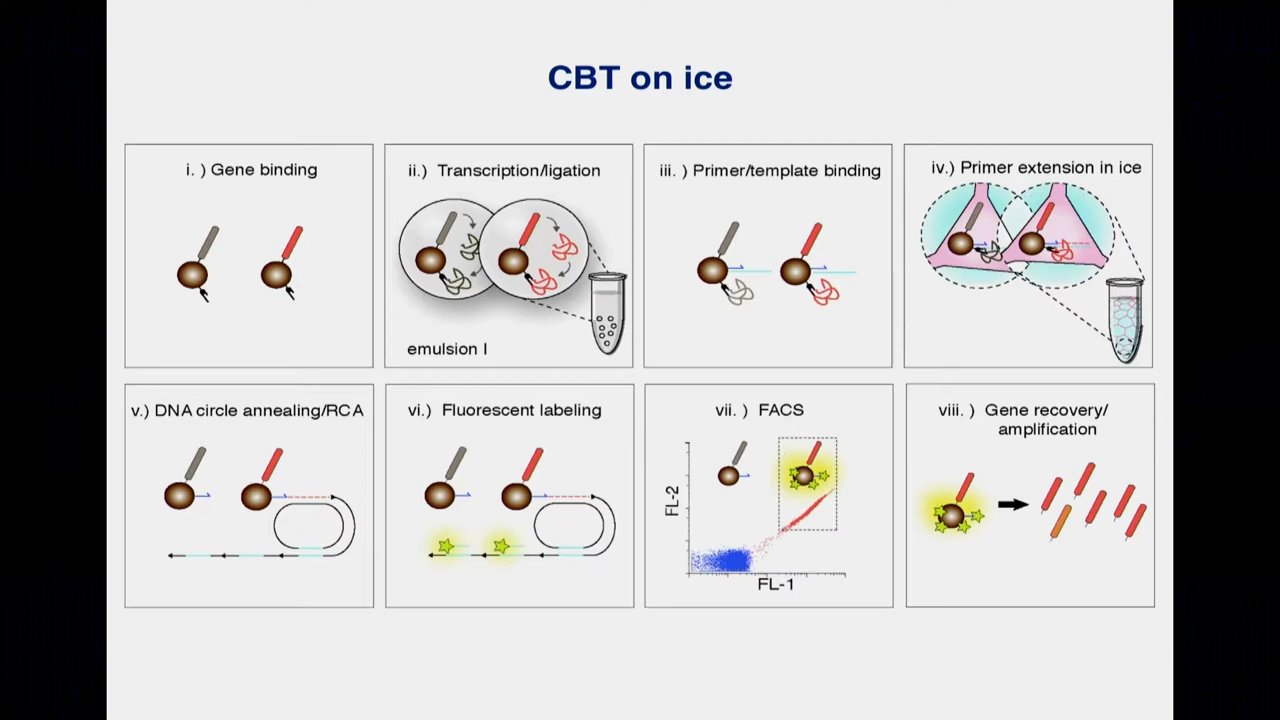 CBT on ice
i. ) Gene binding
ii.) Transcription/ligation
emulsion I
iii. ) Primer/template binding
iv.) Primer extension in ice
v.) DNA circle annealing/RCA
vi.) Fluorescent labeling
vii. ) FACS
FL-2
FL-1
viii. ) Gene recovery/
amplification